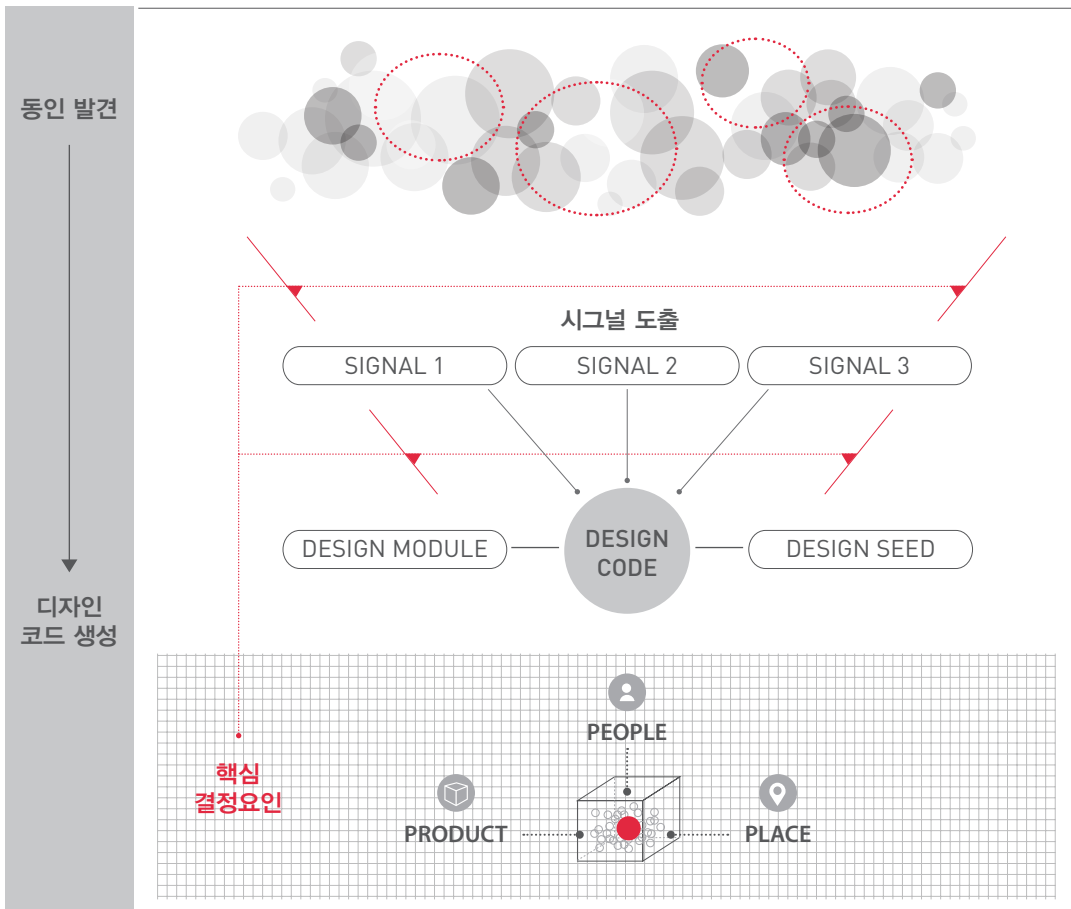 동인 발견
시그널 도출
SIGNAL 1
SIGNAL 2
SIGNAL 3
DESIGN MODULE
DESIGN
CODE
DESIGN SEED
디자인
코드 생성
PEOPLE
핵심
결정요인
PRODUCT
PLACE